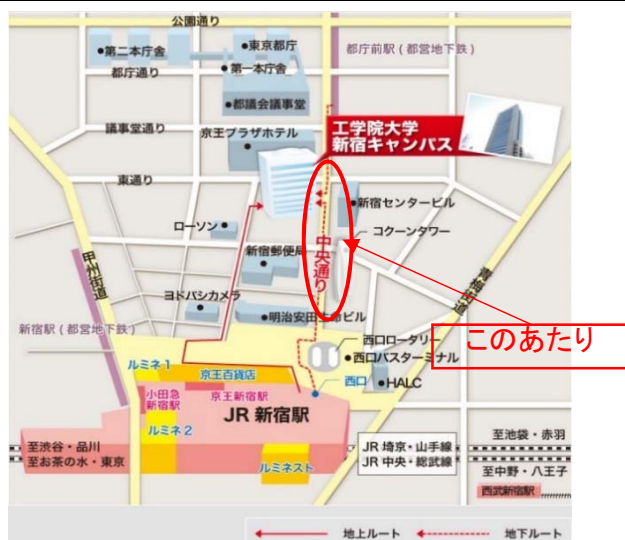 公園通り
●第二本庁舎
●東京都庁
都庁前駅(都営地下鉄)
都庁通り
●第一本庁舎
●都議会議事堂
議事堂通り
京王プラザホテル
工学院大学
新宿キャンパス
東通り
●新宿センタービル
ローソン●
コクーンタワー
新宿郵便局
中央通り
甲州街道
青梅街道
ヨドバシカメラ
●明治安田生命ビル
このあたり
新宿駅(都営地下鉄)
西口ロータリー
●西口バスターミナル
ルミネ1
京王百貨店
西口
●HALC
小田急
新宿駅
京王新宿駅
JR 新宿駅
ルミネ2
至渋谷・品川
至お茶の水・東京
ルミネスト
JR 埼京・山手線
JR 中央・総武線
至池袋・赤羽
至中野・八王子
西武新宿駅
地上ルート
地下ルート